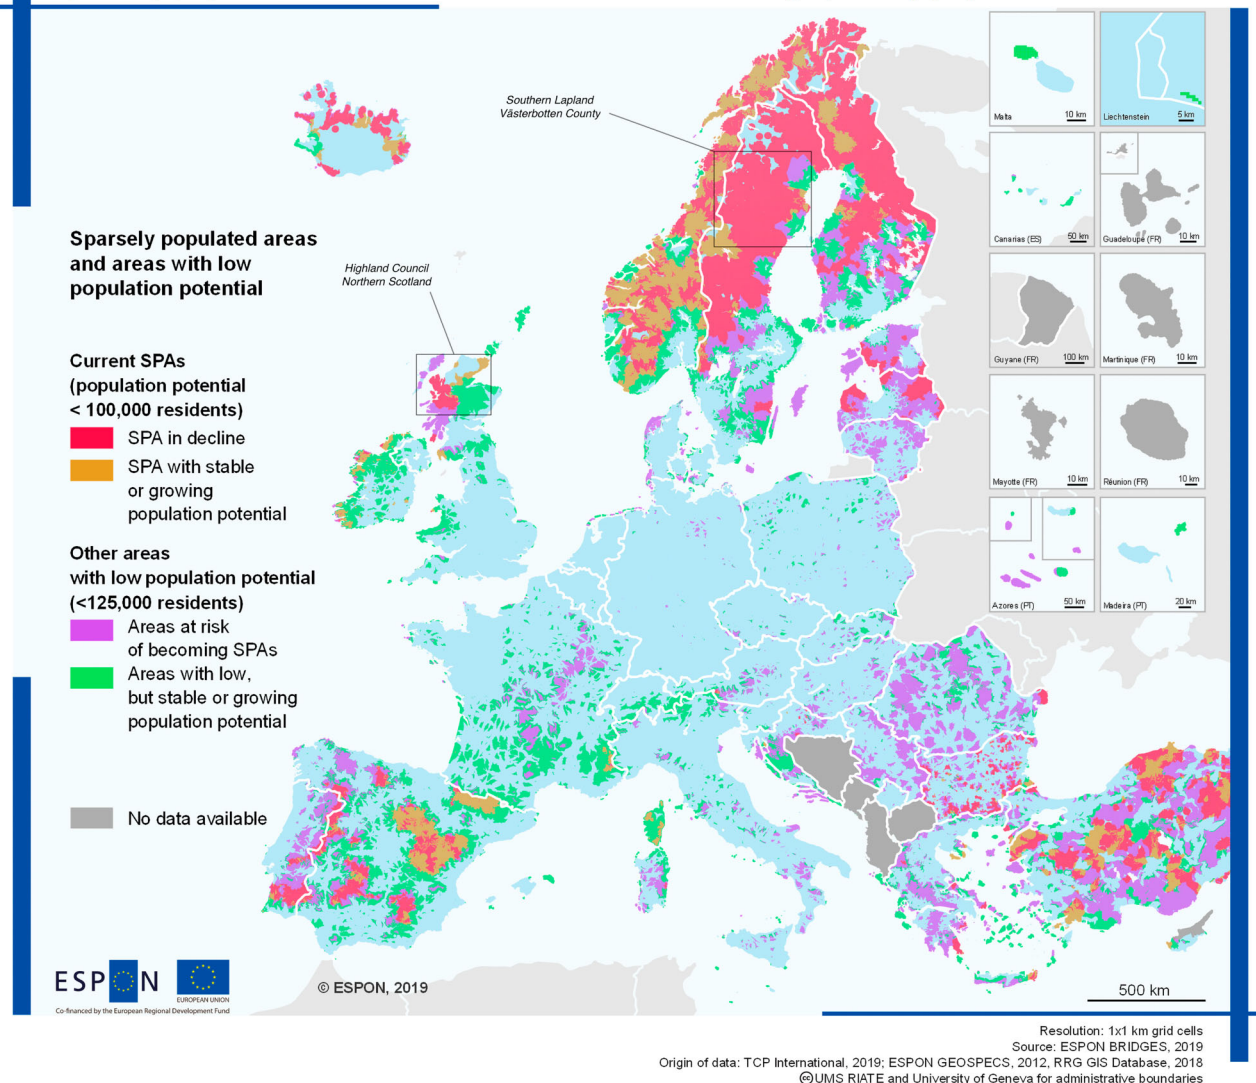 Southern Lapland
Västerbotten County
Sparsely populated areas
and areas with low
population potential
Highland Council
Northern Scotland
Current SPAs
(population potential
< 100,000 residents)
SPA in decline
SPA with stable
or growing
population potential
Other areas
with low population potential
(<125,000 residents)
Areas at risk
of becoming SPAs
Areas with low,
but stable or growing
population potential
No data available
Malta
10 km
Liechtenstein
5 km
Canarias (ES)
50 km
Guadeloupe (FR)
10 km
Guyane (FR)
100 km
Martinique (FR)
10 km
Mayotte (FR)
10 km
Réunion (FR)
10 km
Azores (PT)
50 km
Madeira (PT)
20 km
ESPON
EUROPEAN UNION
Co-financed by the European Regional Development Fund
© ESPON, 2019
500 km
Resolution: 1x1 km grid cells
Source: ESPON BRIDGES, 2019
Origin of data: TCP International, 2019; ESPON GEOSPECS, 2012, RRG GIS Database, 2018
㏄UMS RIATE and University of Geneva for administrative boundaries